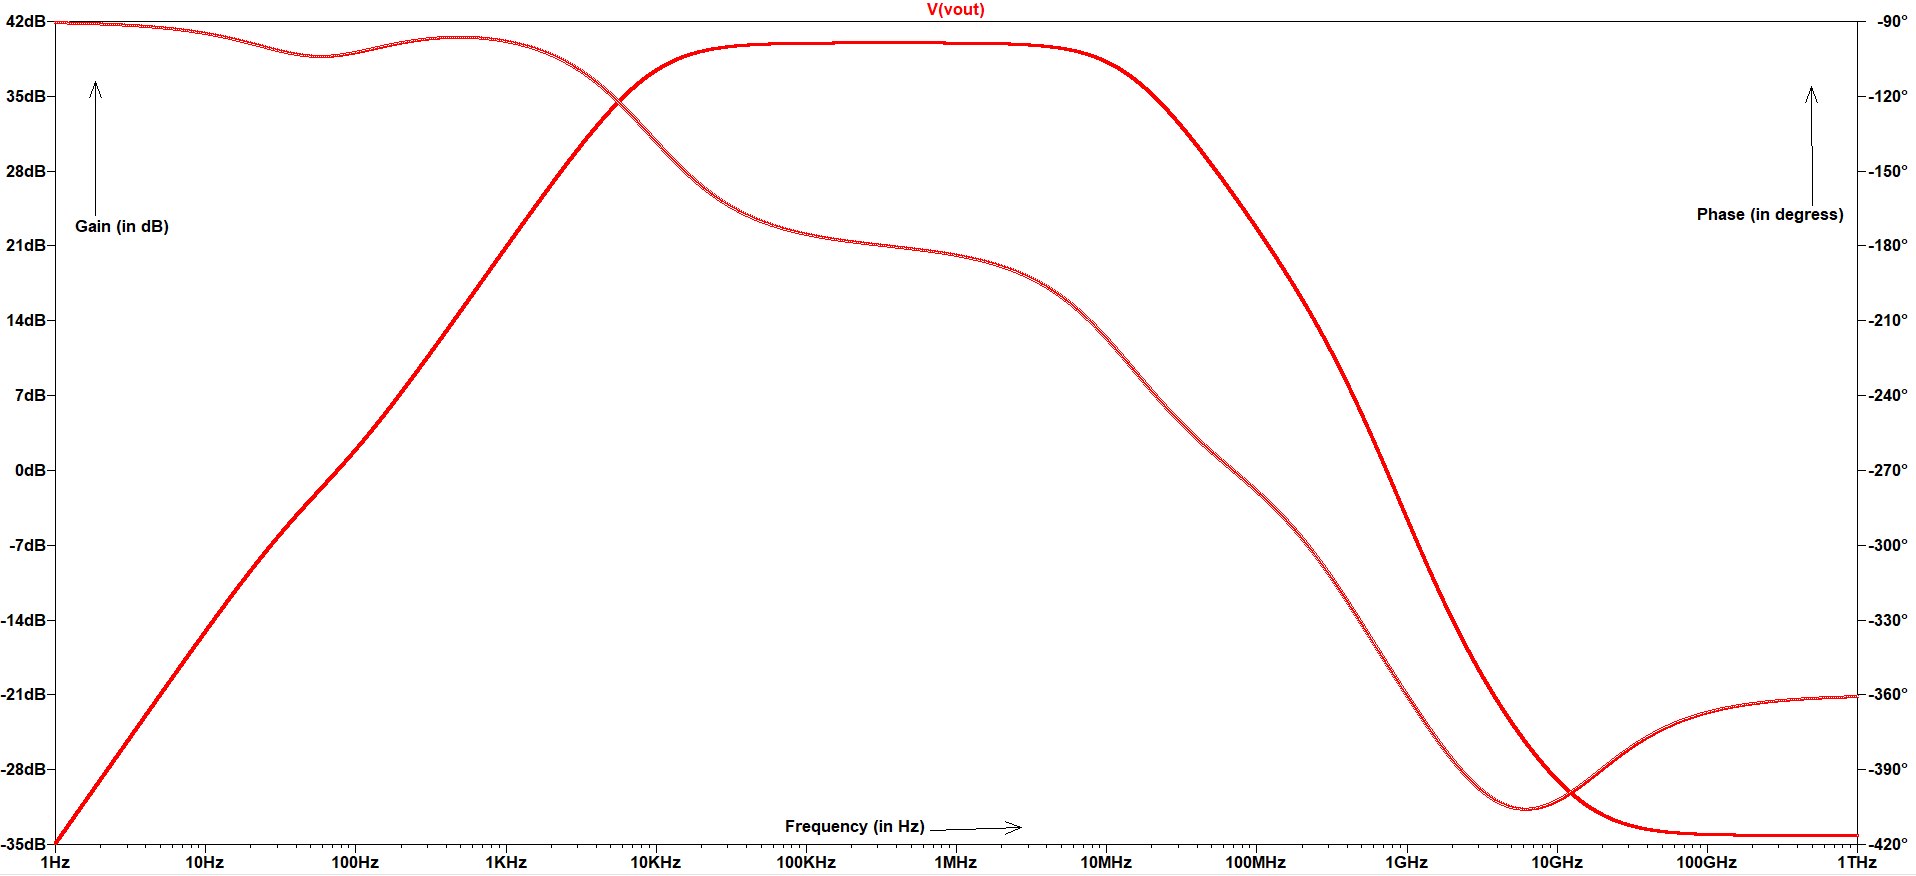 V(vout)
42dB
-90°
35dB
-120°
28dB
-150°
Gain (in dB)
Phase (in degress)
21dB
-180°
14dB
-210°
7dB
-240°
0dB
-270°
-7dB
-300°
-14dB
-330°
-21dB
-360°
-28dB
-390°
Frequency (in Hz)
-35dB
-420°
1Hz 10Hz 100Hz 1KHz 10KHz 100KHz 1MHz 10MHz 100MHz 1GHz 10GHz 100GHz 1THz